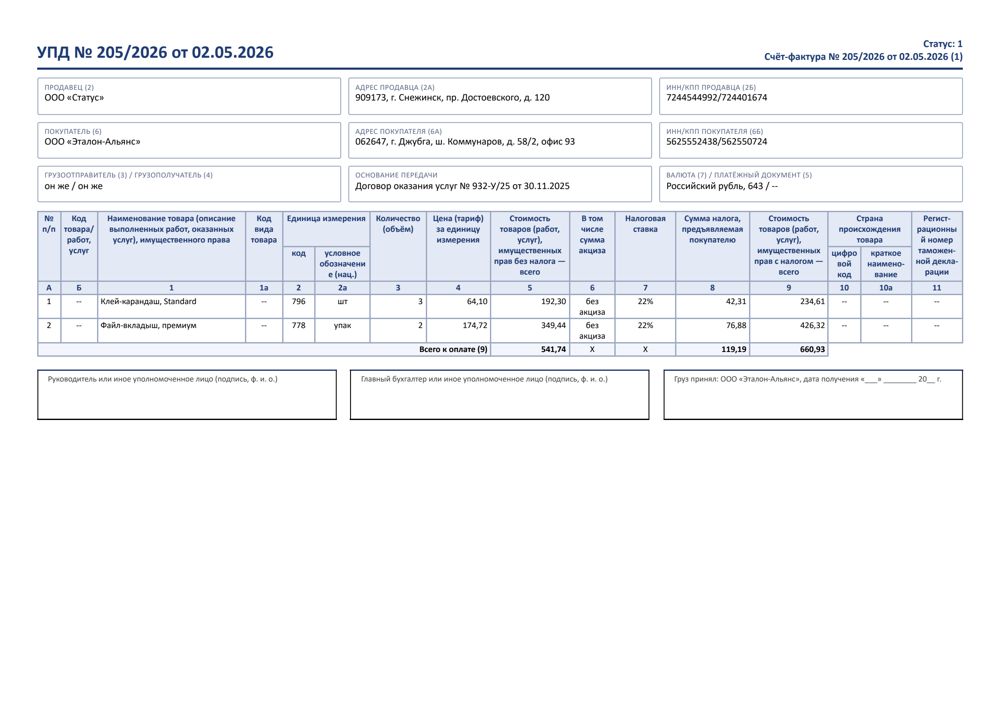 УПД № 205/2026 от 02.05.2026
Статус: 1
Счёт-фактура № 205/2026 от 02.05.2026 (1)
ПРОДАВЕЦ (2)
ООО «Статус»
АДРЕС ПРОДАВЦА (2А)
909173, г. Снежинск, пр. Достоевского, д. 120
ИНН/КПП ПРОДАВЦА (2Б)
7244544992/724401674
ПОКУПАТЕЛЬ (6)
ООО «Эталон-Альянс»
АДРЕС ПОКУПАТЕЛЯ (6А)
062647, г. Джубга, ш. Коммунаров, д. 58/2, офис 93
ИНН/КПП ПОКУПАТЕЛЯ (6Б)
5625552438/562550724
ГРУЗООТПРАВИТЕЛЬ (3) / ГРУЗОПОЛУЧАТЕЛЬ (4)
он же / он же
ОСНОВАНИЕ ПЕРЕДАЧИ
Договор оказания услуг № 932-У/25 от 30.11.2025
ВАЛЮТА (7) / ПЛАТЁЖНЫЙ ДОКУМЕНТ (5)
Российский рубль, 643 / --
№ п/п
Код товара/ работ, услуг
Наименование товара (описание выполненных работ, оказанных услуг), имущественного права
Код вида товара
Единица измерения
код
условное обозначени е (нац.)
Количество (объём)
Цена (тариф) за единицу измерения
Стоимость товаров (работ, услуг), имущественных прав без налога — всего
В том числе сумма акциза
Налоговая ставка
Сумма налога, предъявляемая покупателю
Стоимость товаров (работ, услуг), имущественных прав с налогом — всего
Страна происхождения товара
цифро вой код
краткое наимено- вание
Регист- рационны й номер таможен- ной декла- рации
А Б 1 1а 2 2а 3 4 5 6 7 8 9 10 10а 11
1 -- Клей-карандаш, Standard -- 796 шт 3 64,10 192,30 без акциза 22% 42,31 234,61 -- -- --
2 -- Файл-вкладыш, премиум -- 778 упак 2 174,72 349,44 без акциза 22% 76,88 426,32 -- -- --
Всего к оплате (9) 541,74 Х Х 119,19 660,93
Руководитель или иное уполномоченное лицо (подпись, ф. и. о.)
Главный бухгалтер или иное уполномоченное лицо (подпись, ф. и. о.)
Груз принял: ООО «Эталон-Альянс», дата получения «___» ________ 20__ г.